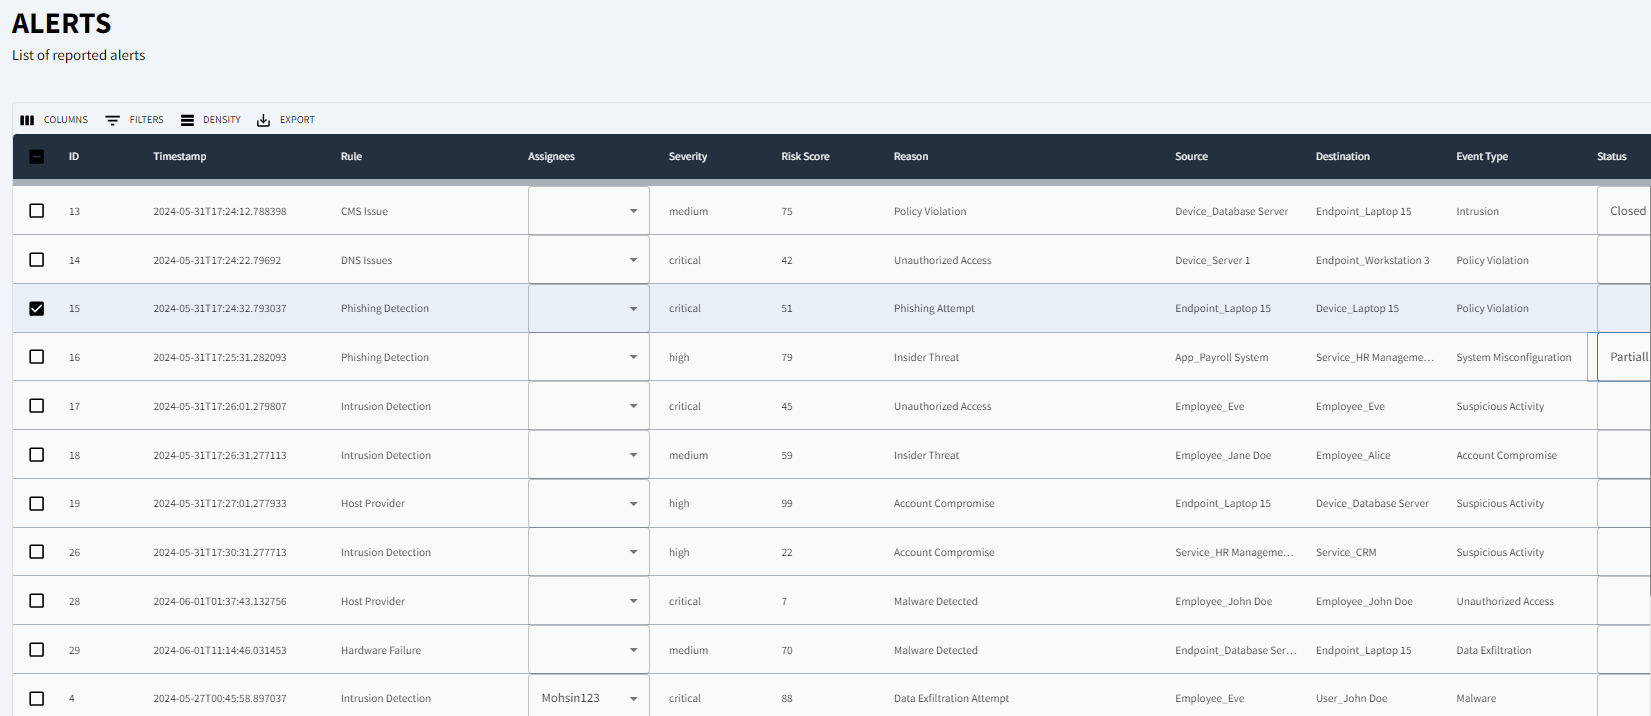 ALERTS
List of reported alerts
COLUMNS FILTERS DENSITY EXPORT
ID Timestamp Rule Assignees Severity Risk Score Reason Source Destination Event Type Status
13 2024-05-31T17:24:12.788398 CMS Issue medium 75 Policy Violation Device_Database Server Endpoint_Laptop 15 Intrusion Closed
14 2024-05-31T17:24:22.79692 DNS Issues critical 42 Unauthorized Access Device_Server 1 Endpoint_Workstation 3 Policy Violation
15 2024-05-31T17:24:32.793037 Phishing Detection critical 51 Phishing Attempt Endpoint_Laptop 15 Device_Laptop 15 Policy Violation
16 2024-05-31T17:25:31.282093 Phishing Detection high 79 Insider Threat App_Payroll System Service_HR Manageme... System Misconfiguration Partiall
17 2024-05-31T17:26:01.279807 Intrusion Detection critical 45 Unauthorized Access Employee_Eve Employee_Eve Suspicious Activity
18 2024-05-31T17:26:31.277113 Intrusion Detection medium 59 Insider Threat Employee_Jane Doe Employee_Alice Account Compromise
19 2024-05-31T17:27:01.277933 Host Provider high 99 Account Compromise Endpoint_Laptop 15 Device_Database Server Suspicious Activity
26 2024-05-31T17:30:31.277713 Intrusion Detection high 22 Account Compromise Service_HR Manageme... Service_CRM Suspicious Activity
28 2024-06-01T01:37:43.132756 Host Provider critical 7 Malware Detected Employee_John Doe Employee_John Doe Unauthorized Access
29 2024-06-01T11:14:46.031453 Hardware Failure medium 70 Malware Detected Endpoint_Database Ser... Endpoint_Laptop 15 Data Exfiltration
4 2024-05-27T00:45:58.897037 Intrusion Detection Mohsin123 critical 88 Data Exfiltration Attempt Employee_Eve User_John Doe Malware